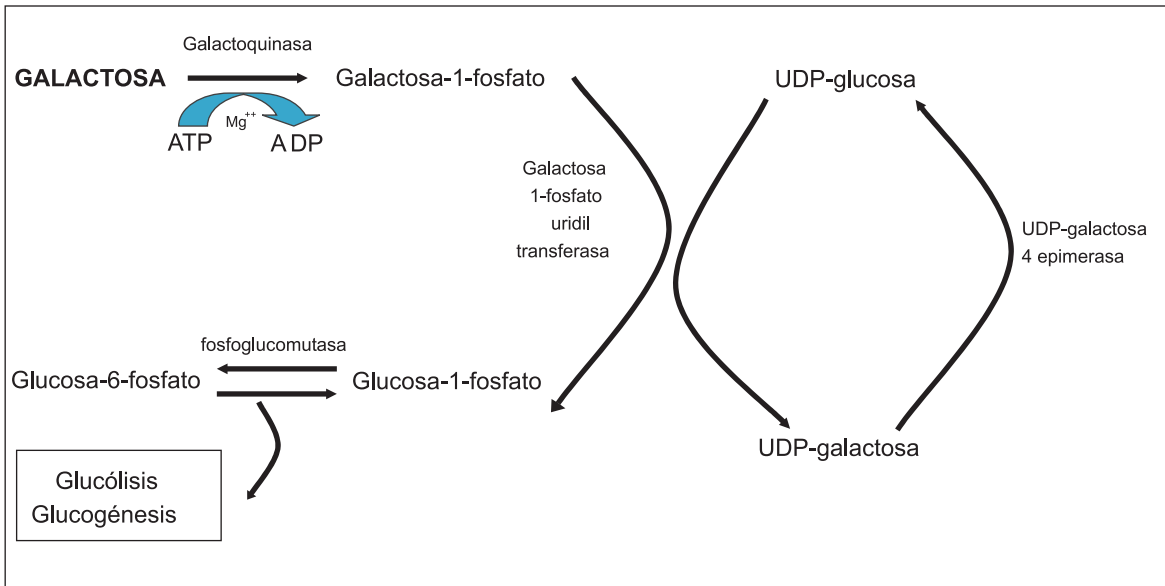 Galactoquinasa
GALACTOSA
Galactosa-1-fosfato
UDP-glucosa
Mg++
ATP
A DP
Galactosa
1-fosfato
uridil
transferasa
UDP-galactosa
4 epimerasa
fosfoglucomutasa
Glucosa-6-fosfato
Glucosa-1-fosfato
UDP-galactosa
Glucólisis
Glucogénesis